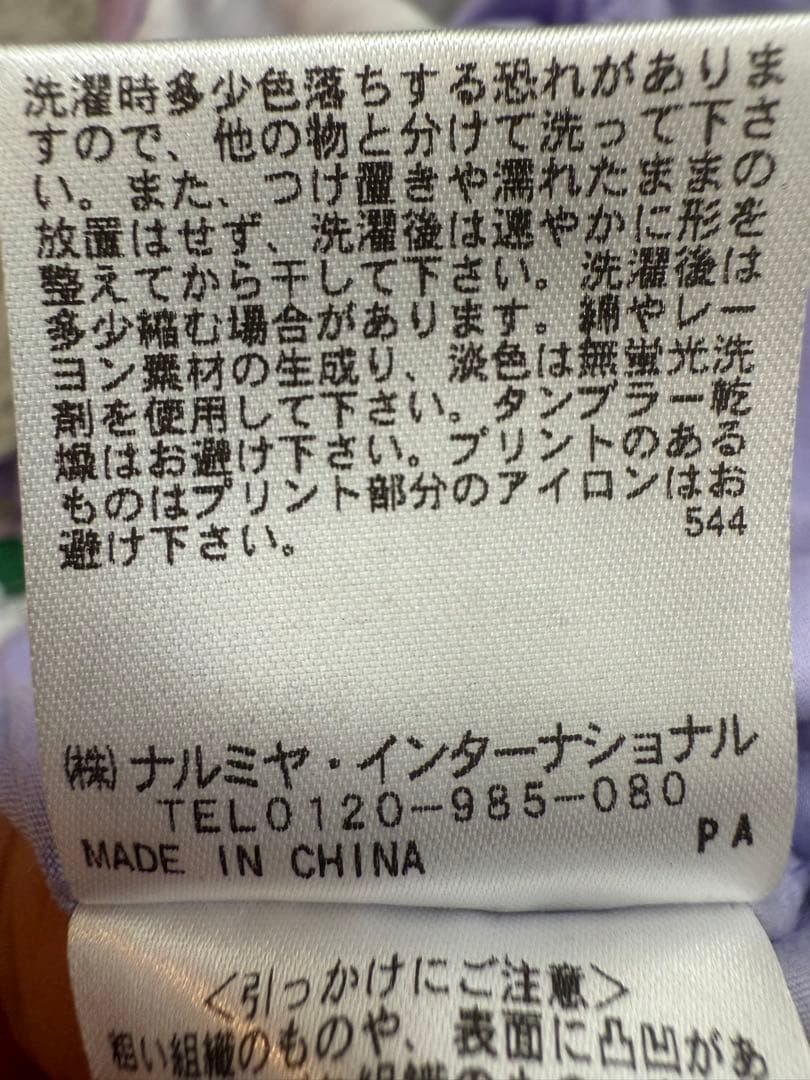 洗濯時多少色落ちする恐れがありま
すので、他の物と分けて洗って下さ
い。また、つけ置きや濡れたままの
放置はせず、洗濯後は速やかに形を
整えてから干して下さい。洗濯後は
多少縮む場合があります。綿やレー
ヨン素材の生成り、淡色は無蛍光洗
剤を使用して下さい。タンブラー乾
燥はお避け下さい。プリントのある
ものはプリント部分のアイロンはお
避け下さい。
544
(株)ナルミヤ・インターナショナル
TEL0120-985-080
PA
MADE IN CHINA
<引っかけにご注意>
粗い組織のものや、表面に凸凹があ